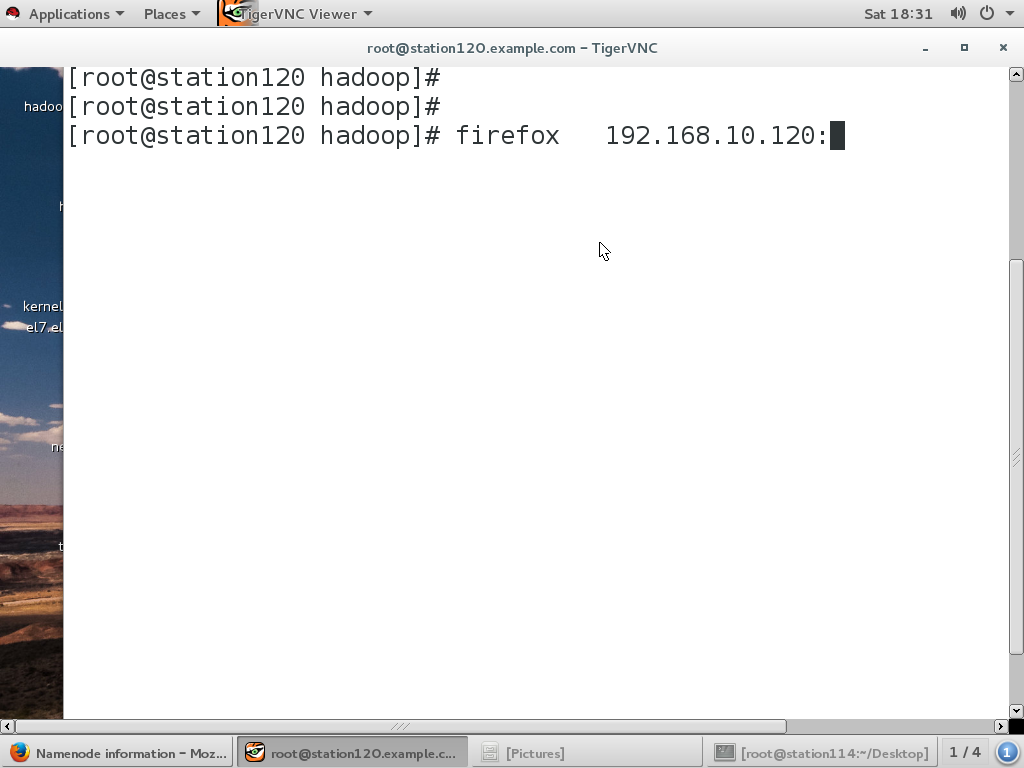 Applications Places TigerVNC Viewer Sat 18:31
root@station120.example.com - TigerVNC
[root@station120 hadoop]#
hadoo
[root@station120 hadoop]#
[root@station120 hadoop]# firefox 192.168.10.120:
h
kernel
el7.el
ne
t
Namenode information - Moz... root@station120.example.c... [Pictures] [root@station114:~/Desktop] 1 / 4 1